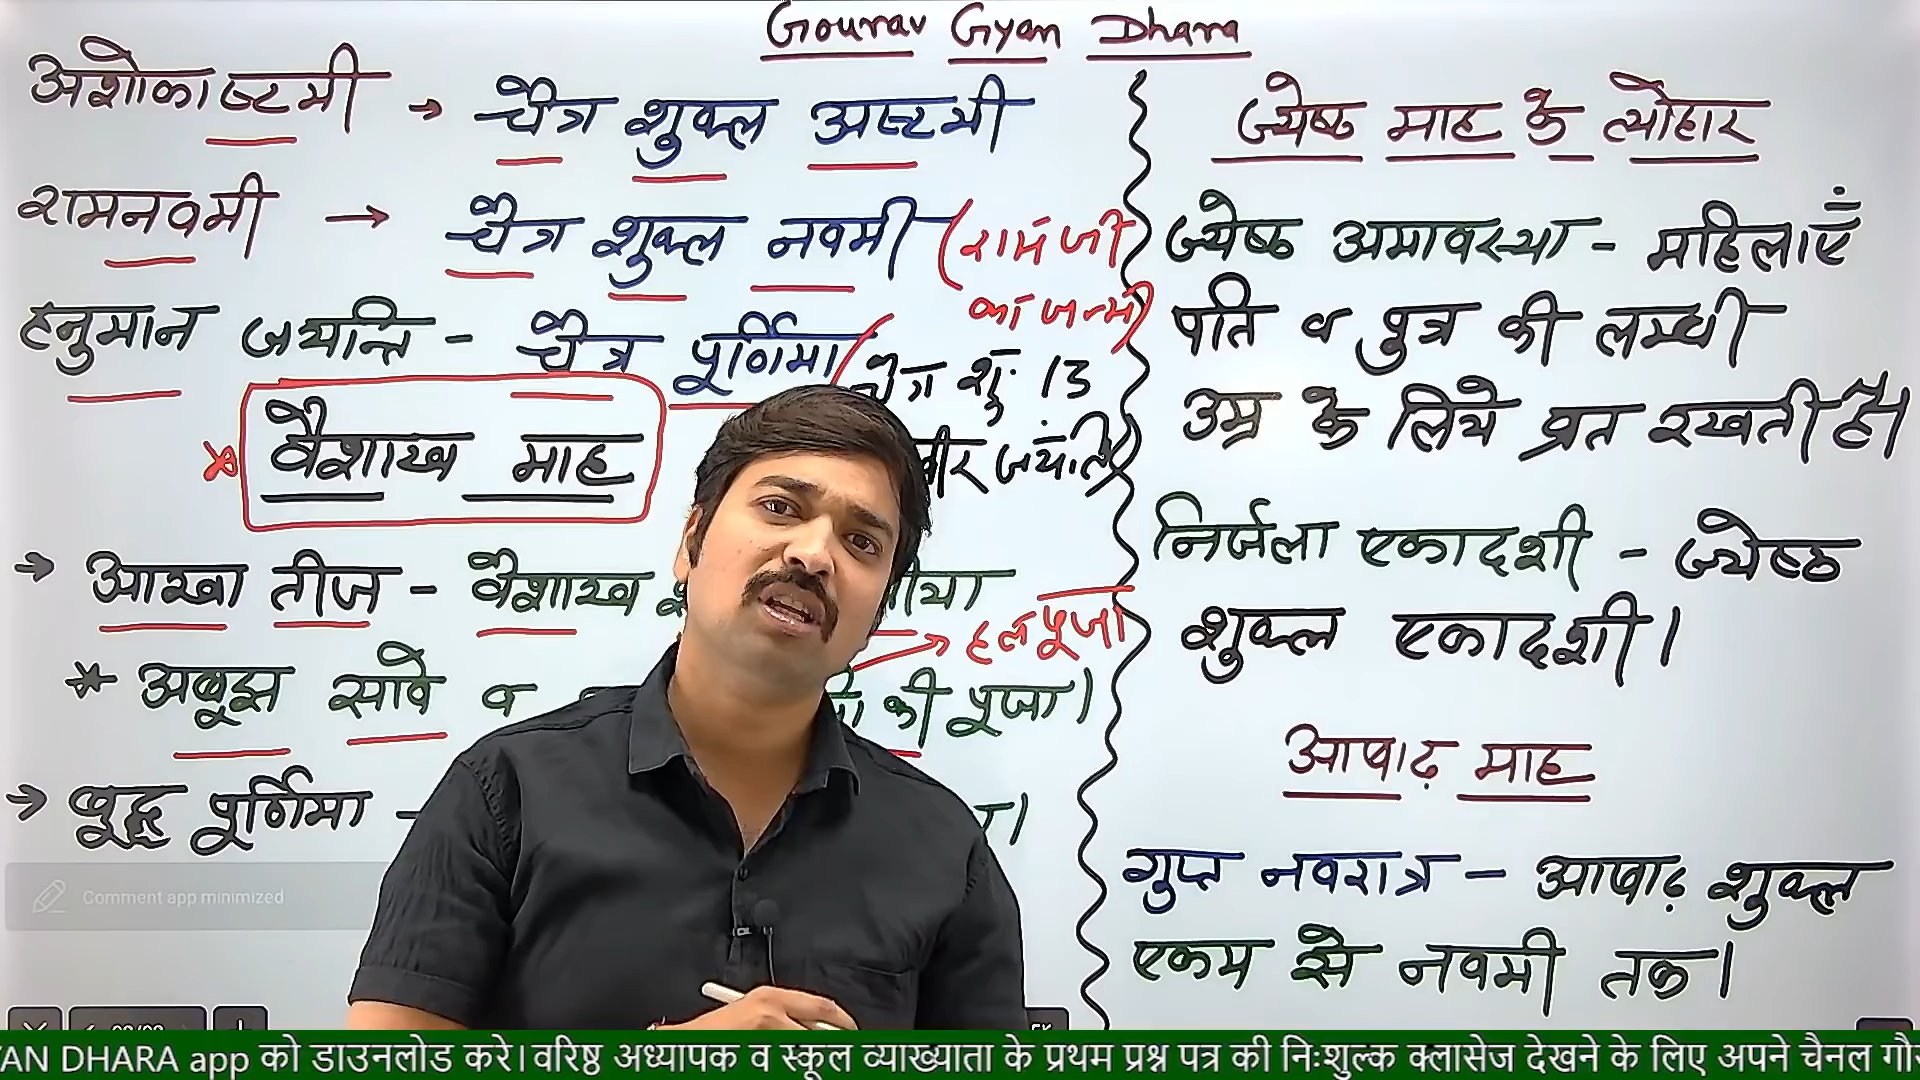 Gourav Gyan Dhara
अशोकाष्टमी → चैत्र शुक्ल अष्टमी
रामनवमी → चैत्र शुक्ल नवमी (रामजी
का जन्म)
हनुमान जयन्ति - चैत्र पूर्णिमा
चैत्र शु. 13
वैशाख माह
जयंति
→ आखा तीज - वैशाख
→ हल पूजा
* अबूझ सावे व की पूजा।
→ बुद्ध पूर्णिमा -
ज्येष्ठ माह के त्योहार
ज्येष्ठ अमावस्या - महिलाएँ
पति व पुत्र की लम्बी
उम्र के लिये व्रत रखती है।
निर्जला एकादशी - ज्येष्ठ
शुक्ल एकादशी।
आषाढ़ माह
गुप्त नवरात्र - आषाढ़ शुक्ल
एकम से नवमी तक।
Comment app minimized
YAN DHARA app को डाउनलोड करे। वरिष्ठ अध्यापक व स्कूल व्याख्याता के प्रथम प्रश्न पत्र की निःशुल्क क्लासेज देखने के लिए अपने चैनल